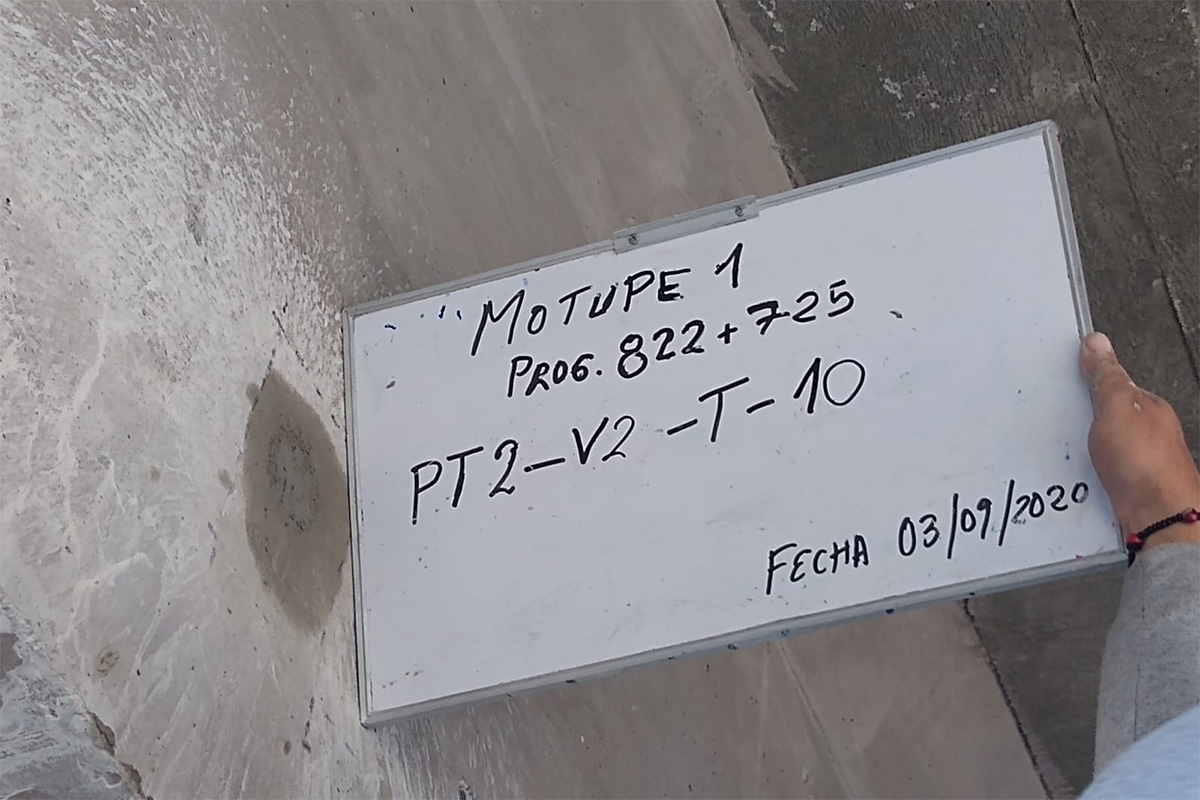 MOTUPE 1
PROG. 822+725
PT2-V2-T-10
FECHA 03/09/2020